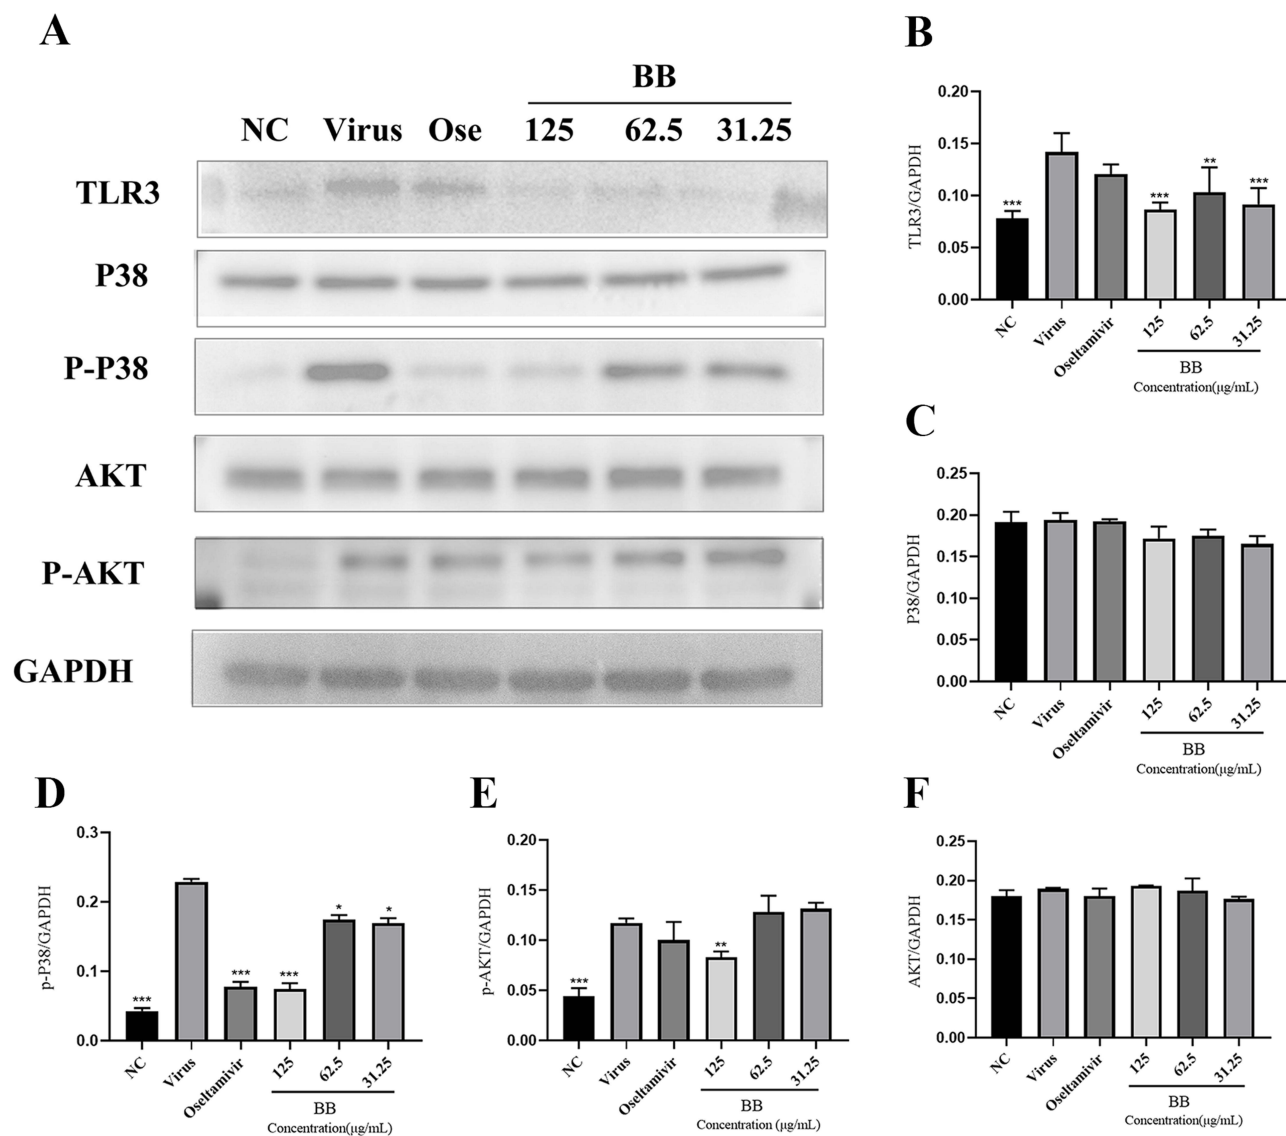 A
BB
NC Virus Ose 125 62.5 31.25
TLR3
P38
P-P38
AKT
P-AKT
GAPDH
B
TLR3/GAPDH
0.20
0.15
0.10
0.05
0.00
***
***
**
***
NC Virus Oseltamivir 125 62.5 31.25
BB
Concentration(μg/mL)
C
P38/GAPDH
0.25
0.20
0.15
0.10
0.05
0.00
NC Virus Oseltamivir 125 62.5 31.25
BB
Concentration(μg/mL)
D
p-P38/GAPDH
0.3
0.2
0.1
0.0
***
***
***
*
*
NC Virus Oseltamivir 125 62.5 31.25
BB
Concentration(μg/mL)
E
p-AKT/GAPDH
0.20
0.15
0.10
0.05
0.00
***
**
NC Virus Oseltamivir 125 62.5 31.25
BB
Concentration (μg/mL)
F
AKT/GAPDH
0.25
0.20
0.15
0.10
0.05
0.00
NC Virus Oseltamivir 125 62.5 31.25
BB
Concentration(μg/mL)